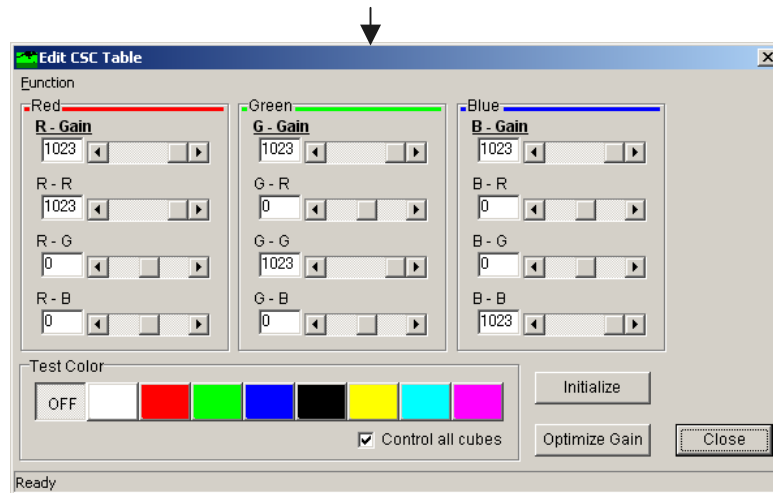 Edit CSC Table
Function
Red Green Blue
R - Gain G - Gain B - Gain
1023 1023 1023
R - R G - R B - R
1023 0 0
R - G G - G B - G
0 1023 0
R - B G - B B - B
0 0 1023
Test Color
OFF
Initialize
Control all cubes
Optimize Gain Close
Ready